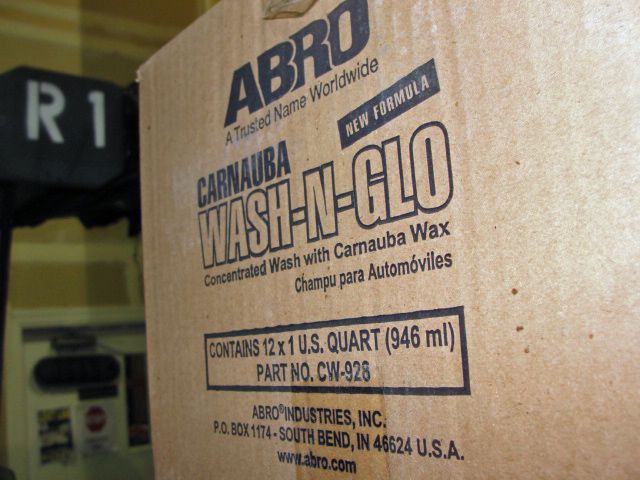 R 1
ABRO
A Trusted Name Worldwide
NEW FORMULA
CARNAUBA
WASH-N-GLO
Concentrated Wash with Carnauba Wax
Champu para Automóviles
CONTAINS 12 x 1 U.S. QUART (946 ml)
PART NO. CW-928
ABRO® INDUSTRIES, INC.
P.O. BOX 1174 - SOUTH BEND, IN 46624 U.S.A.
www.abro.com